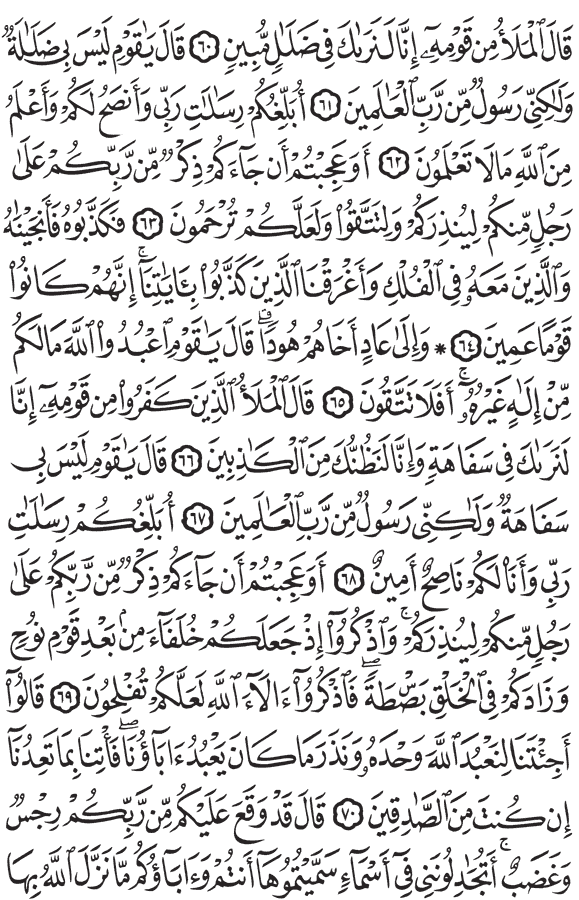 قَالَ ٱلْمَلَأُ مِن قَوْمِهِۦٓ إِنَّا لَنَرَىٰكَ فِى ضَلَٰلٍ مُّبِينٍ ٦٠ قَالَ يَٰقَوْمِ لَيْسَ بِى ضَلَٰلَةٌ
وَلَٰكِنِّى رَسُولٌ مِّن رَّبِّ ٱلْعَٰلَمِينَ ٦١ أُبَلِّغُكُمْ رِسَٰلَٰتِ رَبِّى وَأَنصَحُ لَكُمْ وَأَعْلَمُ
مِنَ ٱللَّهِ مَا لَا تَعْلَمُونَ ٦٢ أَوَعَجِبْتُمْ أَن جَآءَكُمْ ذِكْرٌ مِّن رَّبِّكُمْ عَلَىٰ
رَجُلٍ مِّنكُمْ لِيُنذِرَكُمْ وَلِتَتَّقُوا۟ وَلَعَلَّكُمْ تُرْحَمُونَ ٦٣ فَكَذَّبُوهُ فَأَنجَيْنَٰهُ
وَٱلَّذِينَ مَعَهُۥ فِى ٱلْفُلْكِ وَأَغْرَقْنَا ٱلَّذِينَ كَذَّبُوا۟ بِـَٔايَٰتِنَآ ۚ إِنَّهُمْ كَانُوا۟
قَوْمًا عَمِينَ ٦٤ * وَإِلَىٰ عَادٍ أَخَاهُمْ هُودًا ۗ قَالَ يَٰقَوْمِ ٱعْبُدُوا۟ ٱللَّهَ مَا لَكُم
مِّنْ إِلَٰهٍ غَيْرُهُۥٓ ۚ أَفَلَا تَتَّقُونَ ٦٥ قَالَ ٱلْمَلَأُ ٱلَّذِينَ كَفَرُوا۟ مِن قَوْمِهِۦٓ إِنَّا
لَنَرَىٰكَ فِى سَفَاهَةٍ وَإِنَّا لَنَظُنُّكَ مِنَ ٱلْكَٰذِبِينَ ٦٦ قَالَ يَٰقَوْمِ لَيْسَ بِى
سَفَاهَةٌ وَلَٰكِنِّى رَسُولٌ مِّن رَّبِّ ٱلْعَٰلَمِينَ ٦٧ أُبَلِّغُكُمْ رِسَٰلَٰتِ
رَبِّى وَأَنَا۠ لَكُمْ نَاصِحٌ أَمِينٌ ٦٨ أَوَعَجِبْتُمْ أَن جَآءَكُمْ ذِكْرٌ مِّن رَّبِّكُمْ عَلَىٰ
رَجُلٍ مِّنكُمْ لِيُنذِرَكُمْ ۚ وَٱذْكُرُوٓا۟ إِذْ جَعَلَكُمْ خُلَفَآءَ مِنۢ بَعْدِ قَوْمِ نُوحٍ
وَزَادَكُمْ فِى ٱلْخَلْقِ بَصْۜطَةً ۖ فَٱذْكُرُوٓا۟ ءَالَآءَ ٱللَّهِ لَعَلَّكُمْ تُفْلِحُونَ ٦٩ قَالُوٓا۟
أَجِئْتَنَا لِنَعْبُدَ ٱللَّهَ وَحْدَهُۥ وَنَذَرَ مَا كَانَ يَعْبُدُ ءَابَآؤُنَا ۖ فَأْتِنَا بِمَا تَعِدُنَآ
إِن كُنتَ مِنَ ٱلصَّٰدِقِينَ ٧٠ قَالَ قَدْ وَقَعَ عَلَيْكُم مِّن رَّبِّكُمْ رِجْسٌ
وَغَضَبٌ ۖ أَتُجَٰدِلُونَنِى فِىٓ أَسْمَآءٍ سَمَّيْتُمُوهَآ أَنتُمْ وَءَابَآؤُكُم مَّا نَزَّلَ ٱللَّهُ بِهَا